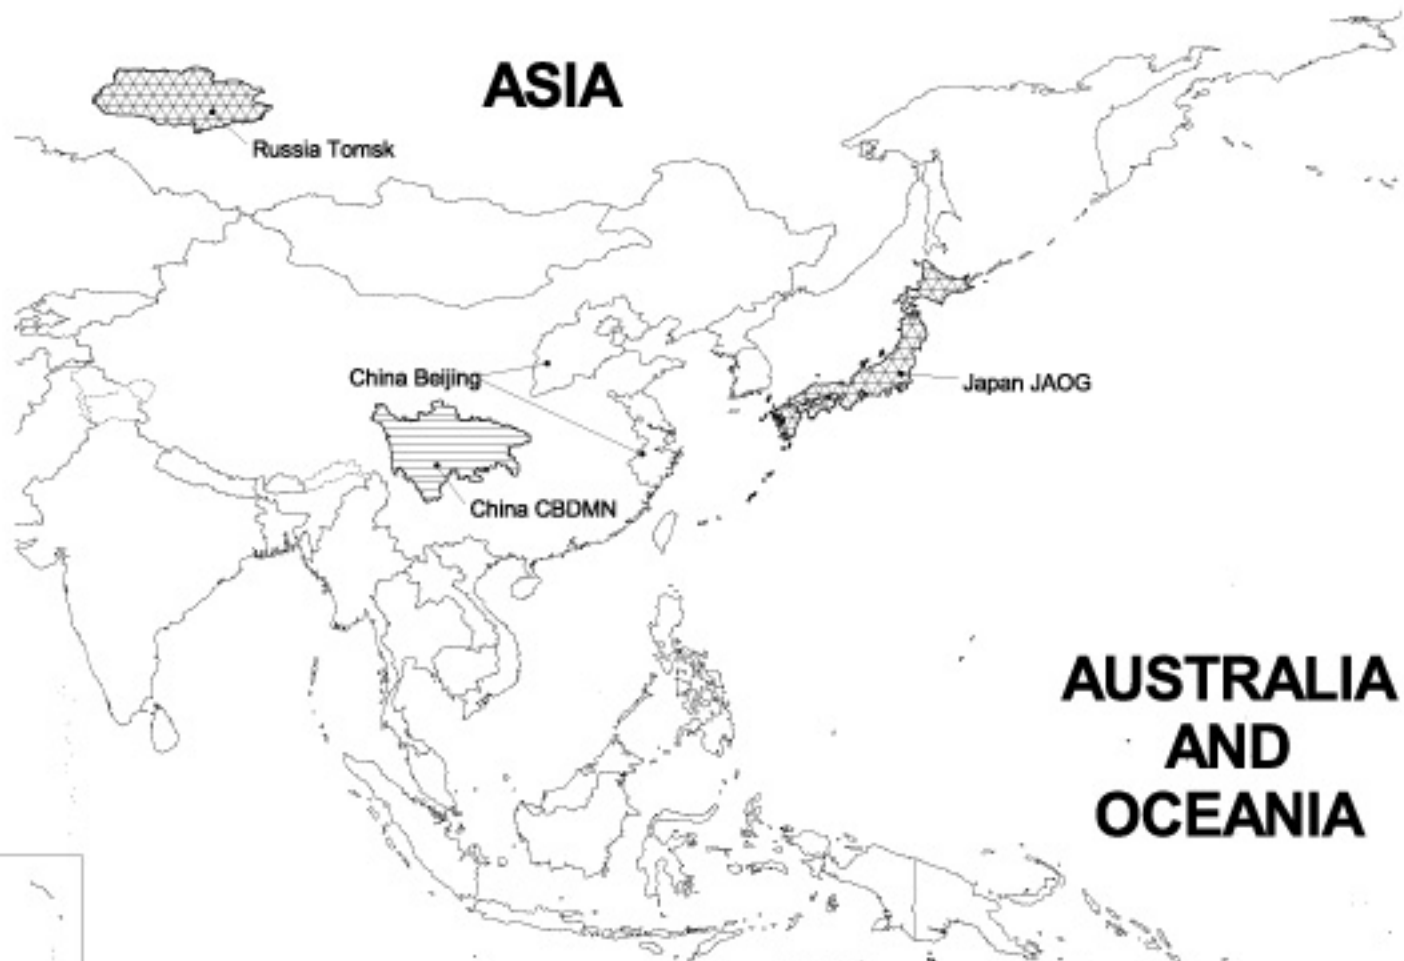 ASIA
Russia Tomsk
China Beijing
Japan JAOG
China CBDMN
AUSTRALIA
AND
OCEANIA